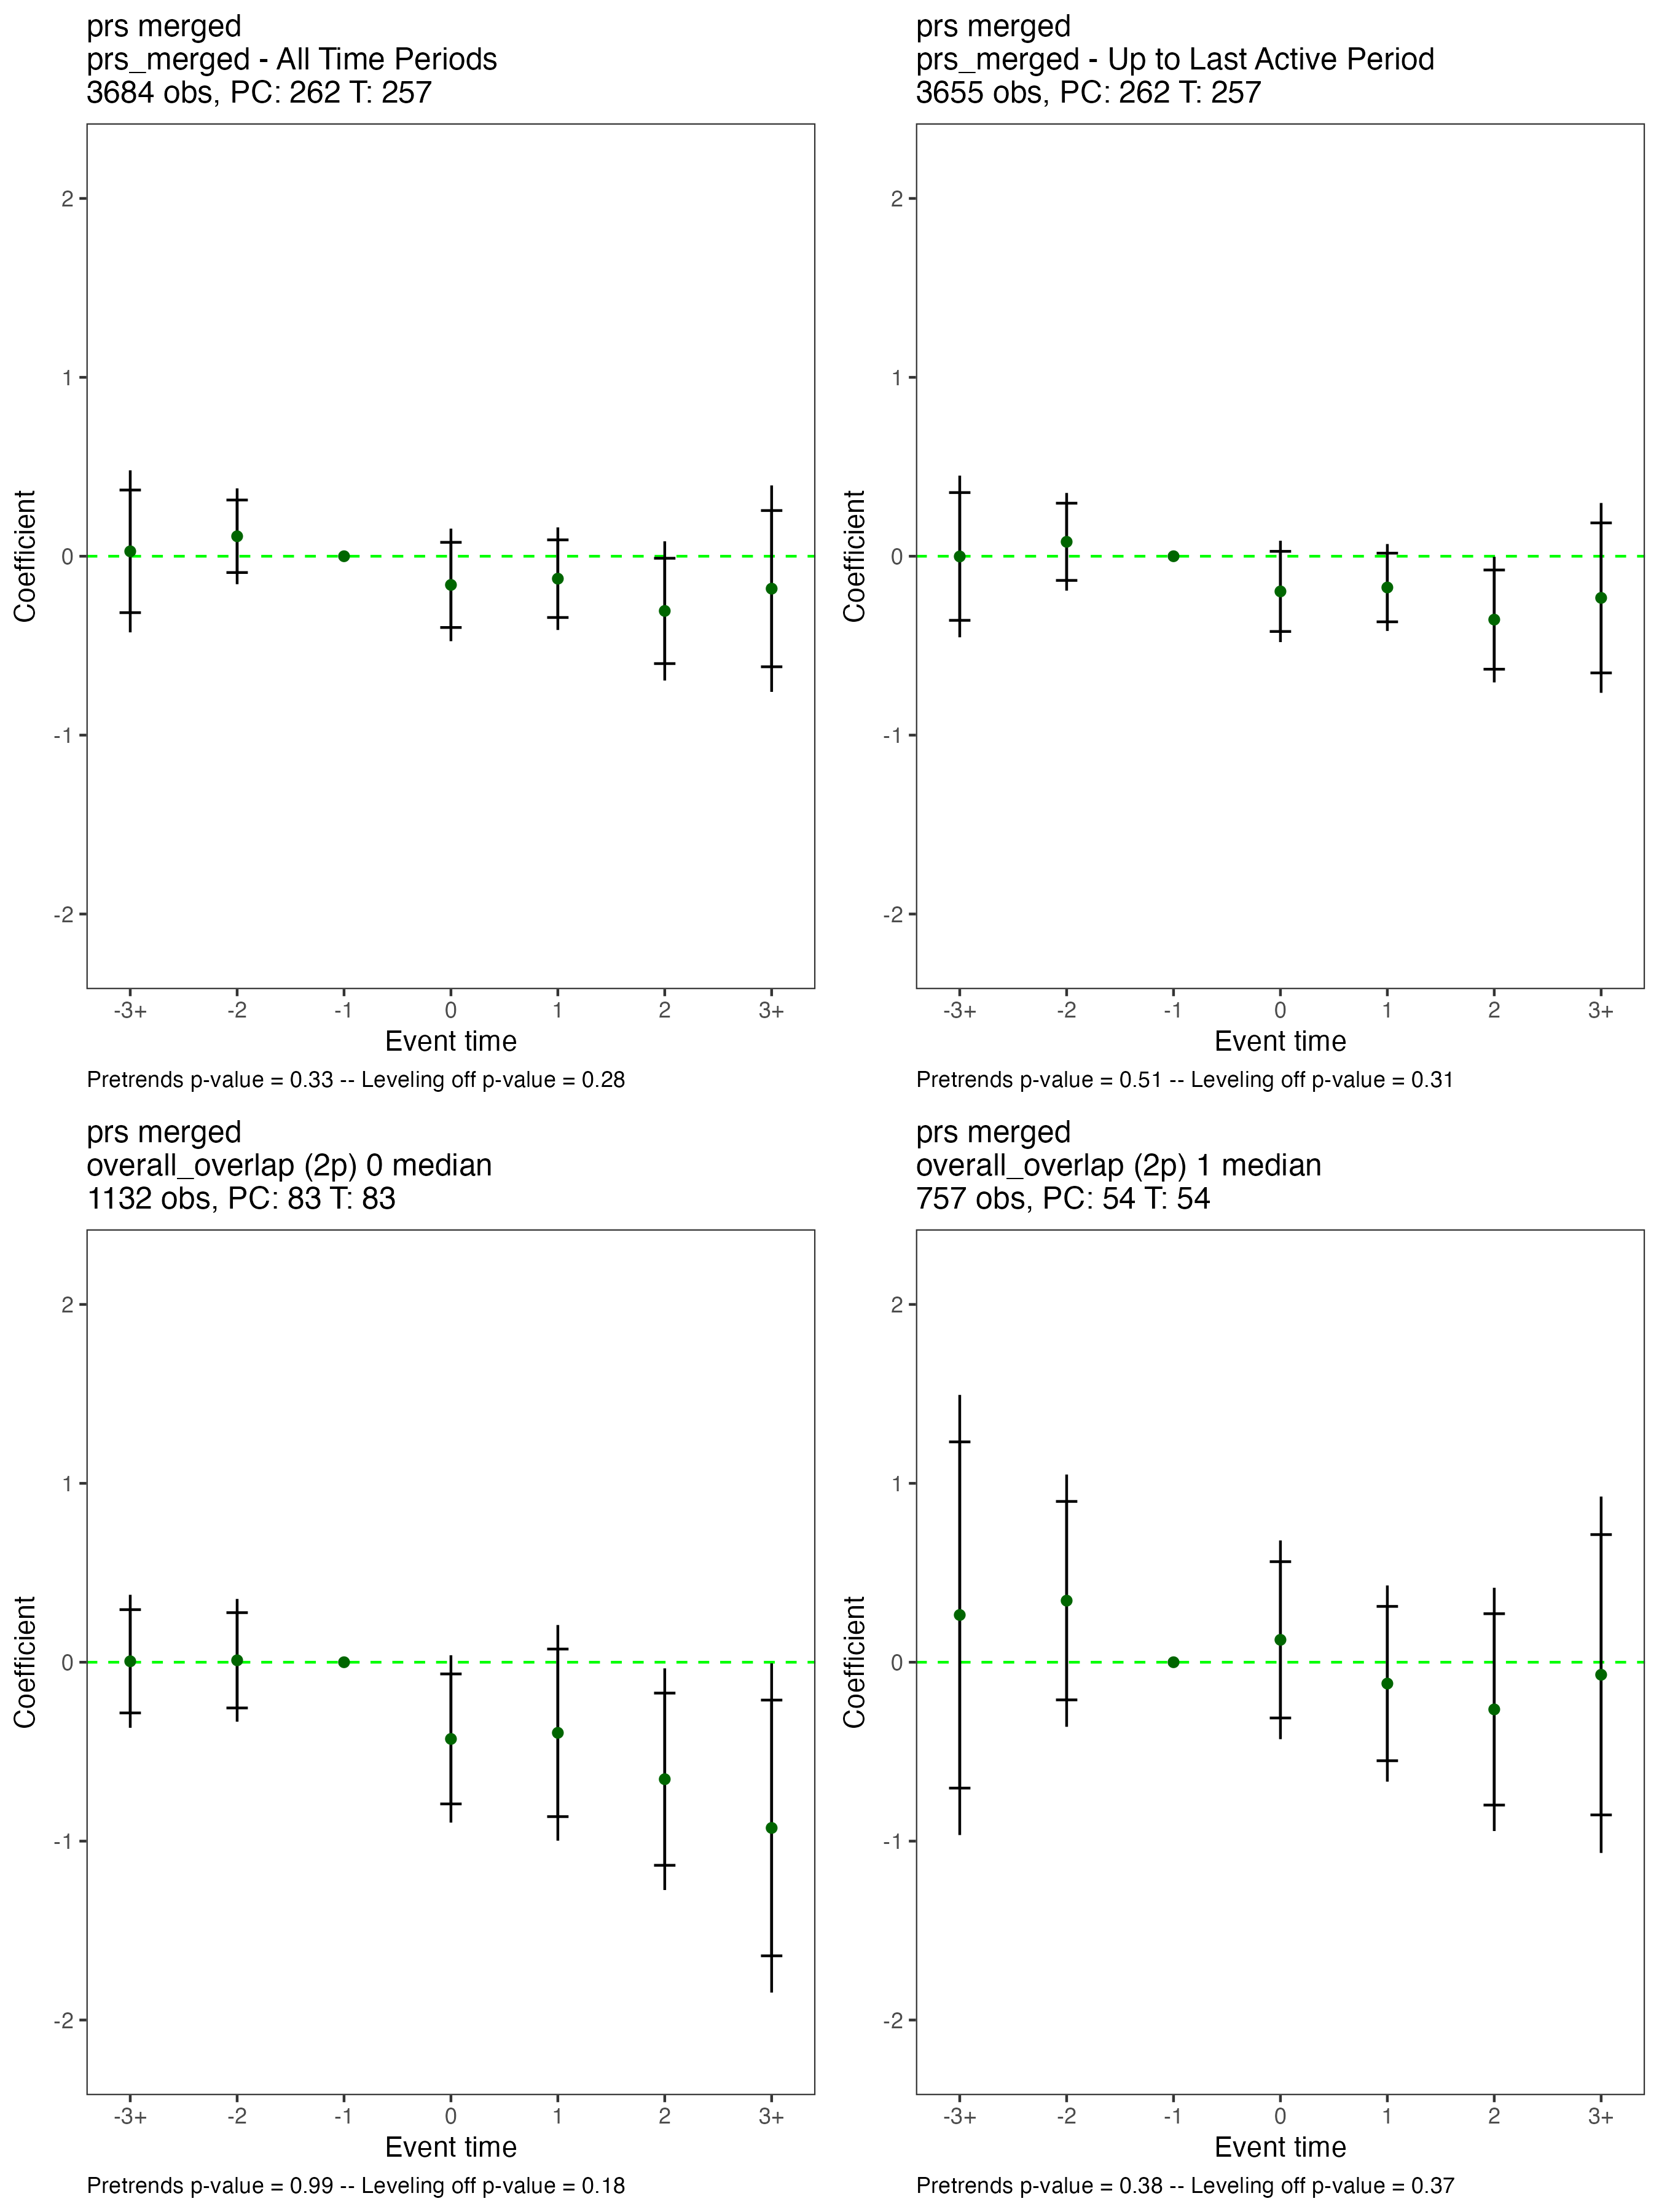 prs merged
prs_merged - All Time Periods
3684 obs, PC: 262 T: 257
2
1
0
-1
-2
Coefficient
-3+ -2 -1 0 1 2 3+
Event time
Pretrends p-value = 0.33 -- Leveling off p-value = 0.28
prs merged
prs_merged - Up to Last Active Period
3655 obs, PC: 262 T: 257
2
1
0
-1
-2
Coefficient
-3+ -2 -1 0 1 2 3+
Event time
Pretrends p-value = 0.51 -- Leveling off p-value = 0.31
prs merged
overall_overlap (2p) 0 median
1132 obs, PC: 83 T: 83
2
1
0
-1
-2
Coefficient
-3+ -2 -1 0 1 2 3+
Event time
Pretrends p-value = 0.99 -- Leveling off p-value = 0.18
prs merged
overall_overlap (2p) 1 median
757 obs, PC: 54 T: 54
2
1
0
-1
-2
Coefficient
-3+ -2 -1 0 1 2 3+
Event time
Pretrends p-value = 0.38 -- Leveling off p-value = 0.37